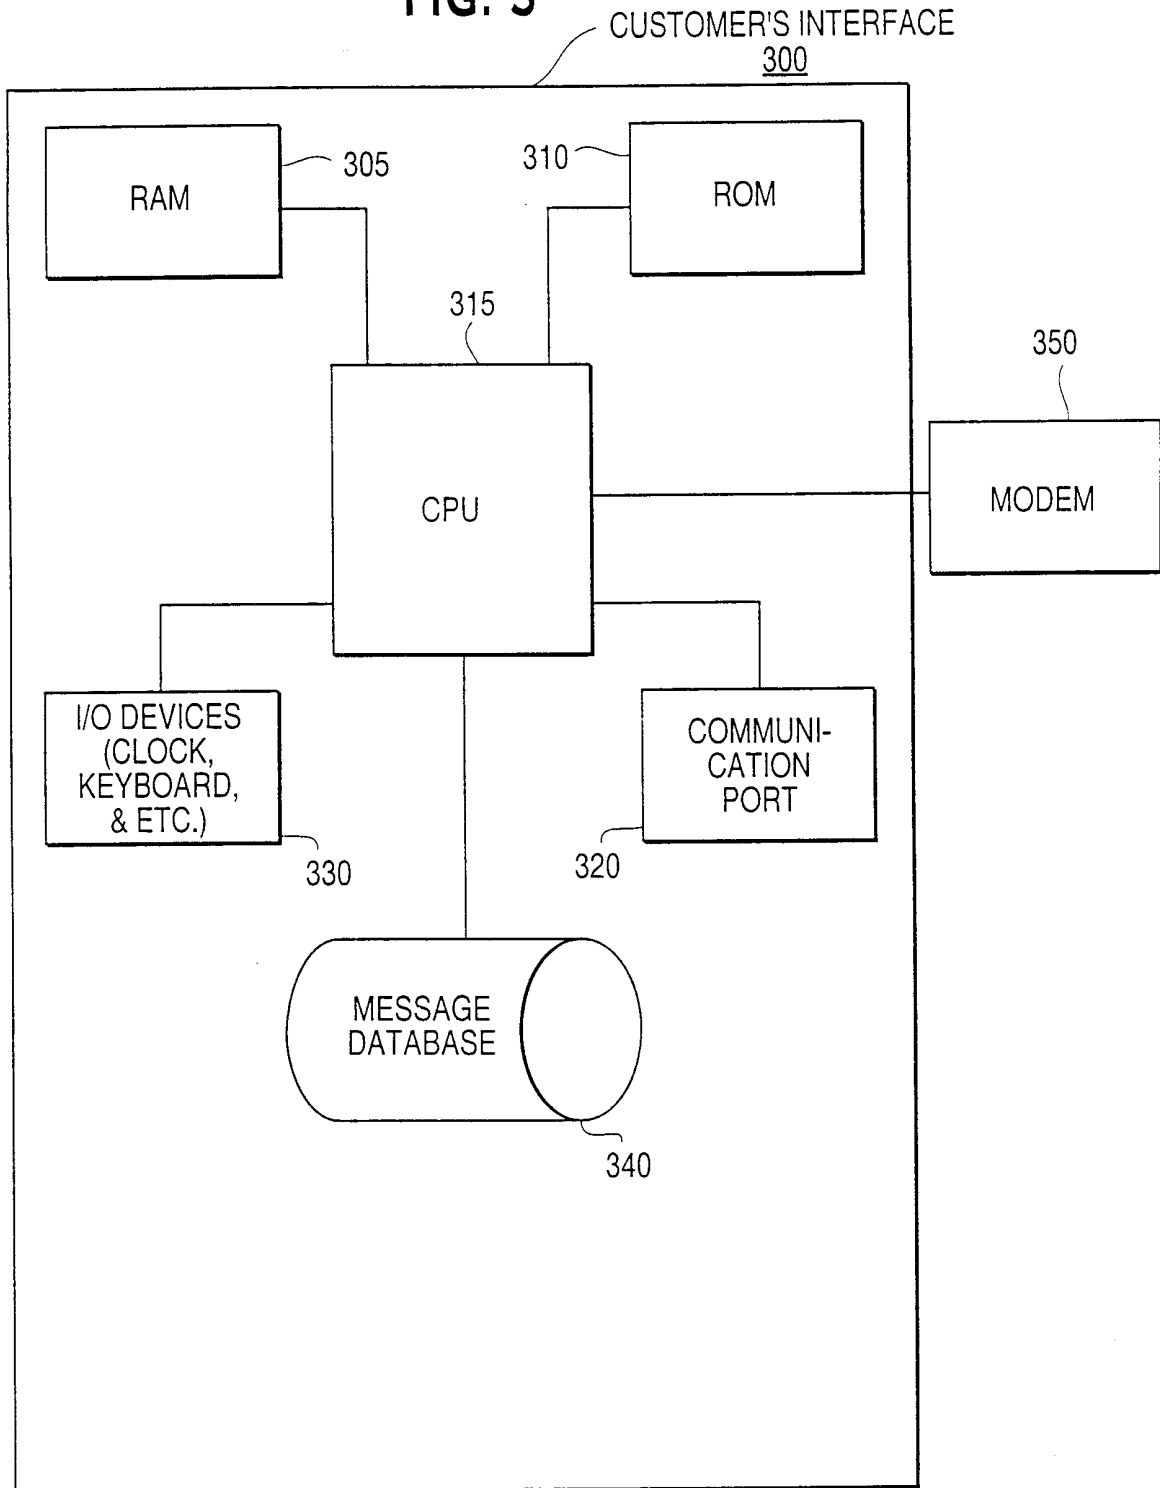 CUSTOMER'S INTERFACE
300
RAM
305
310
ROM
315
350
CPU
MODEM
I/O DEVICES
(CLOCK,
KEYBOARD,
& ETC.)
330
COMMUNI-
CATION
PORT
320
MESSAGE
DATABASE
340